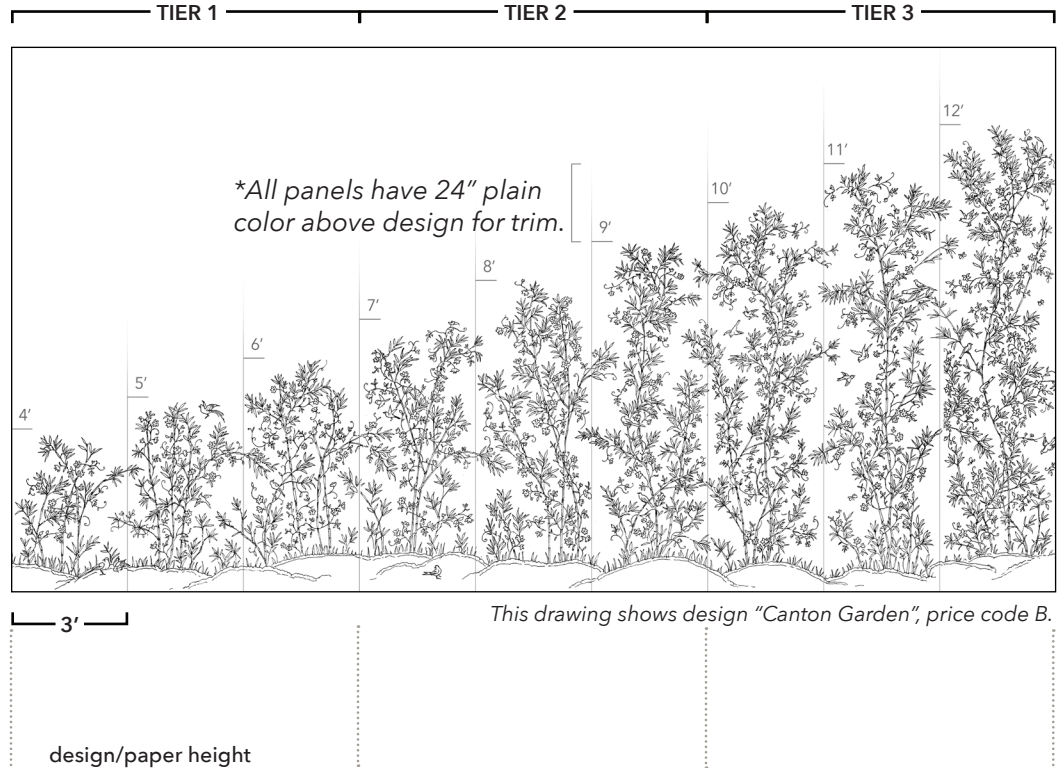 TIER 1 TIER 2 TIER 3
12'
11'
*All panels have 24” plain
color above design for trim.
10'
9'
8'
7'
6'
5'
4'
3’
This drawing shows design “Canton Garden”, price code B.
design/paper height